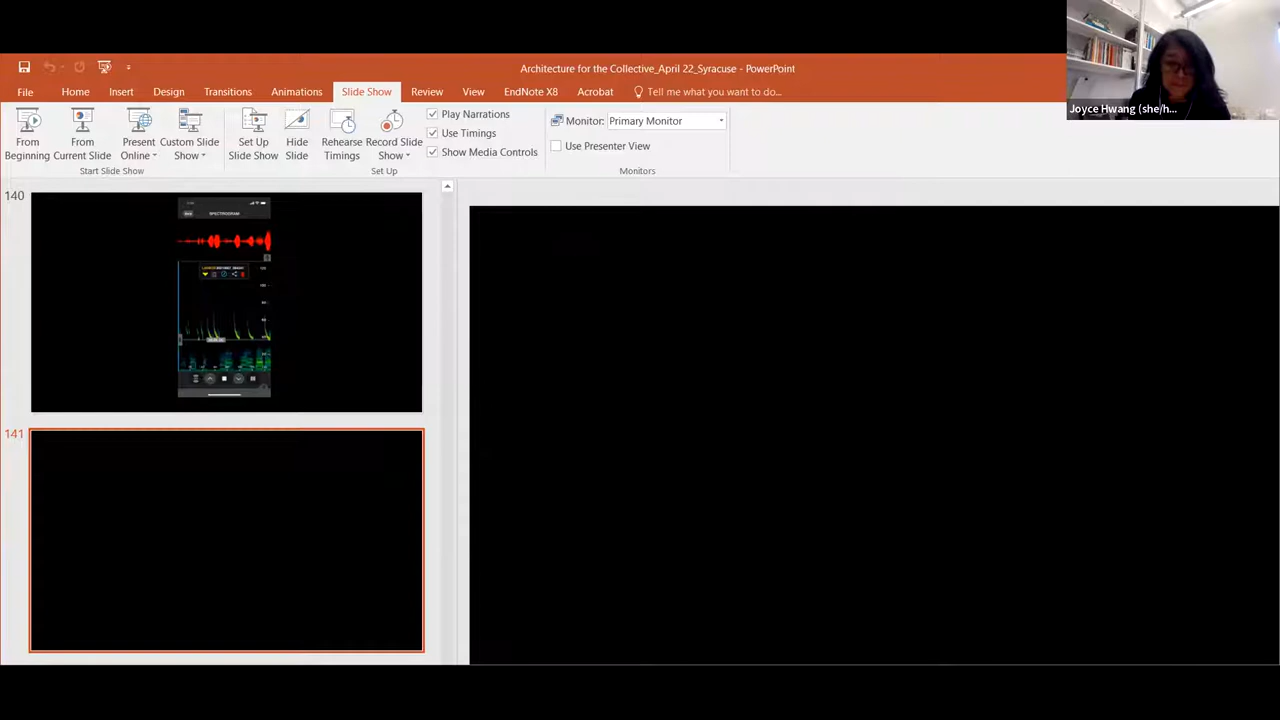 Architecture for the Collective_April 22_Syracuse - PowerPoint
Joyce Hwang (she/h...
File Home Insert Design Transitions Animations Slide Show Review View EndNote X8 Acrobat Tell me what you want to do...
From Beginning
From Current Slide
Present Online
Custom Slide Show
Start Slide Show
Set Up Slide Show
Hide Slide
Rehearse Timings
Record Slide Show
Play Narrations
Use Timings
Show Media Controls
Set Up
Monitor: Primary Monitor
Use Presenter View
Monitors
140
SPECTROGRAM
141